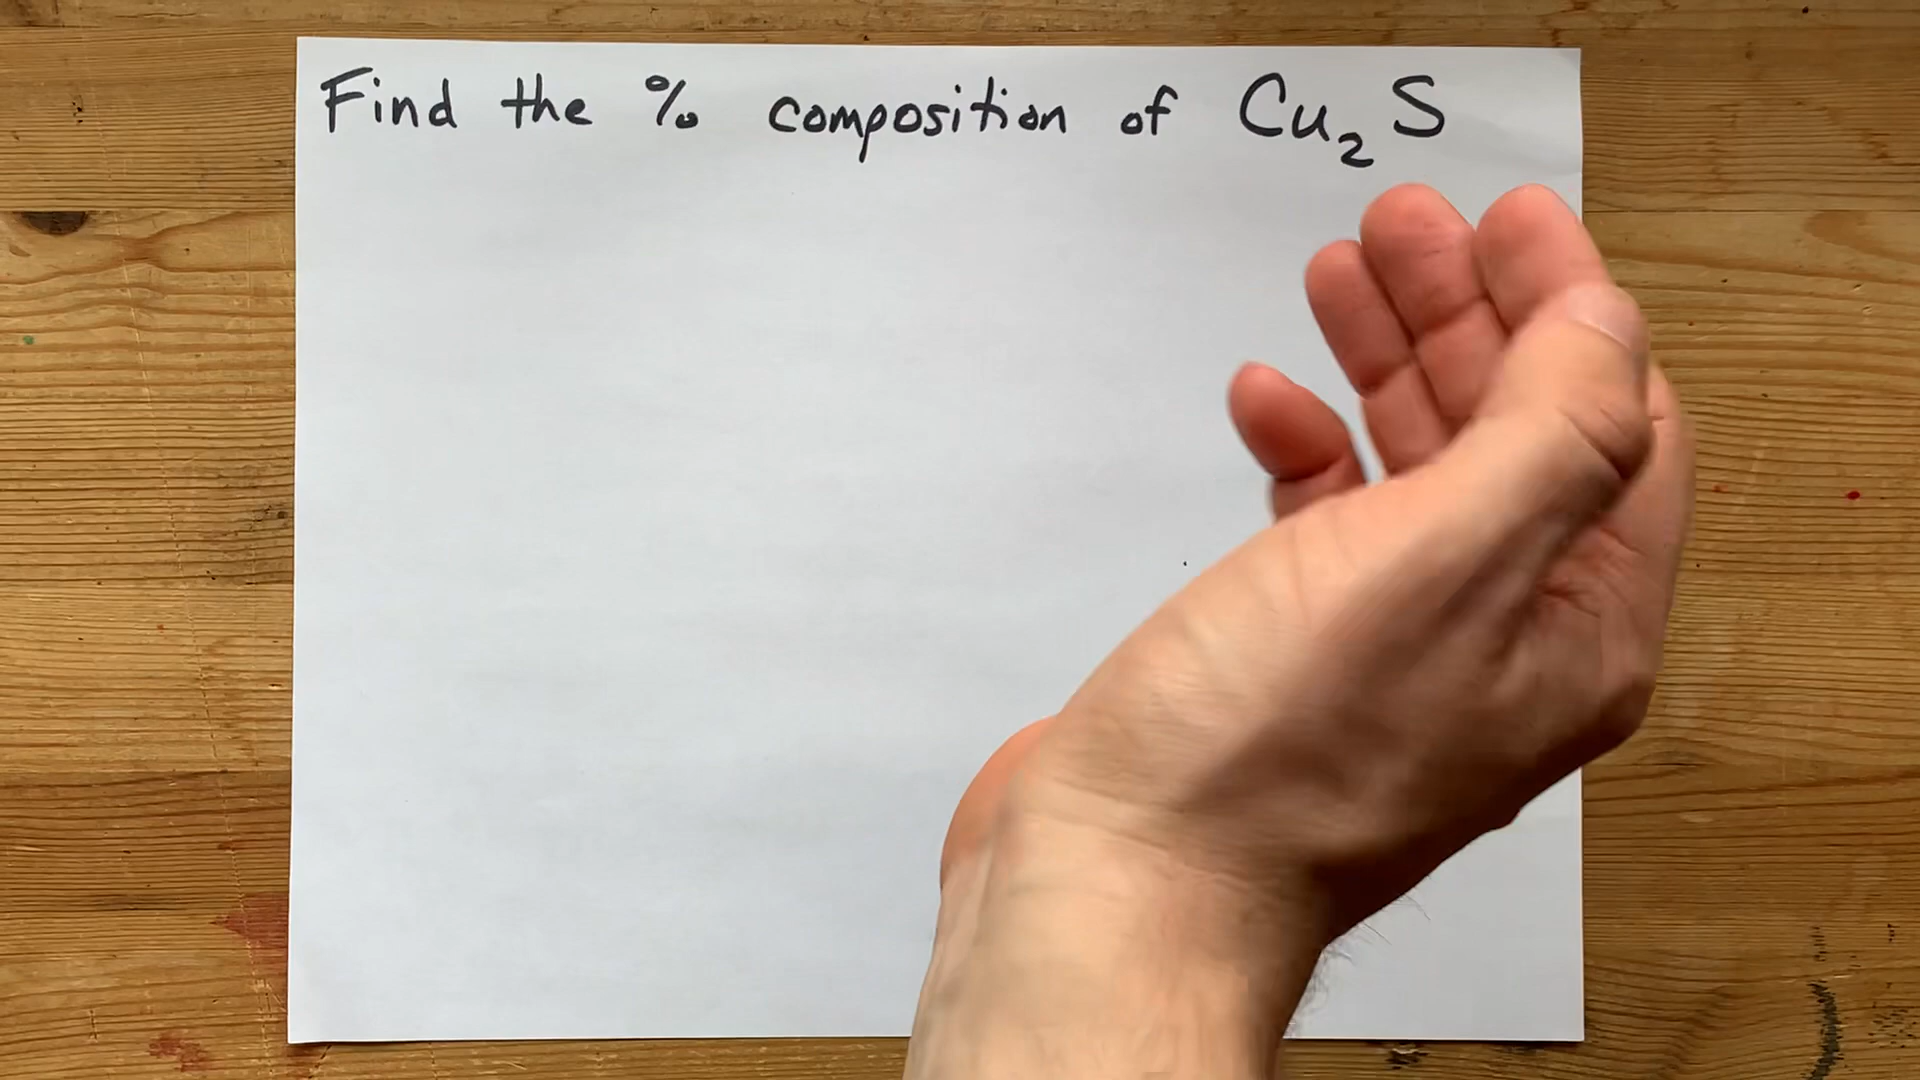 Find the % composition of Cu₂S